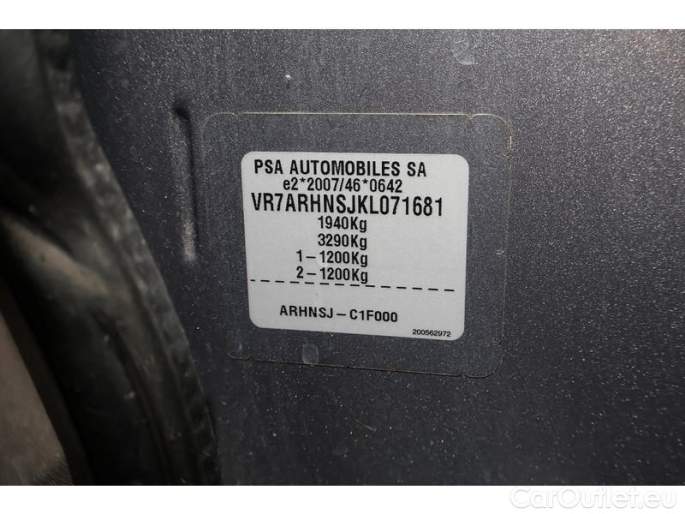 PSA AUTOMOBILES SA
e2*2007/46*0642
VR7ARHNSJKL071681
1940Kg
3290Kg
1-1200Kg
2-1200Kg
ARHNSJ-C1F000
200562972
CarOutlet.eu